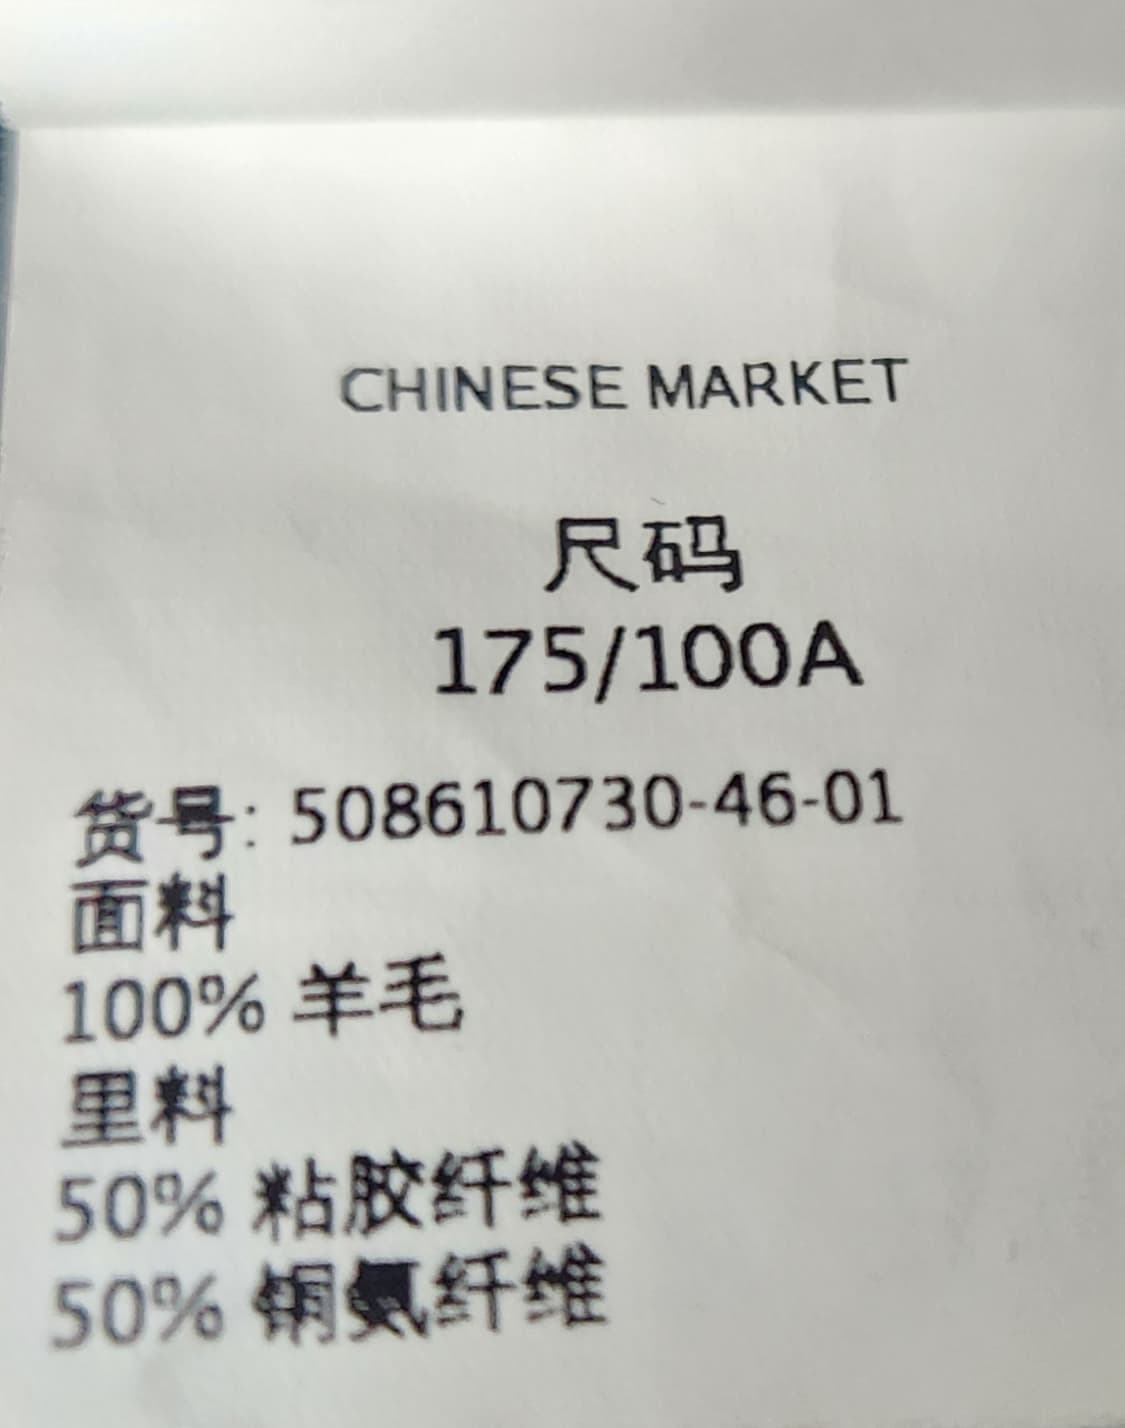 CHINESE MARKET
尺码
175/100A
货号: 508610730-46-01
面料
100% 羊毛
里料
50% 粘胶纤维
50% 铜氨纤维